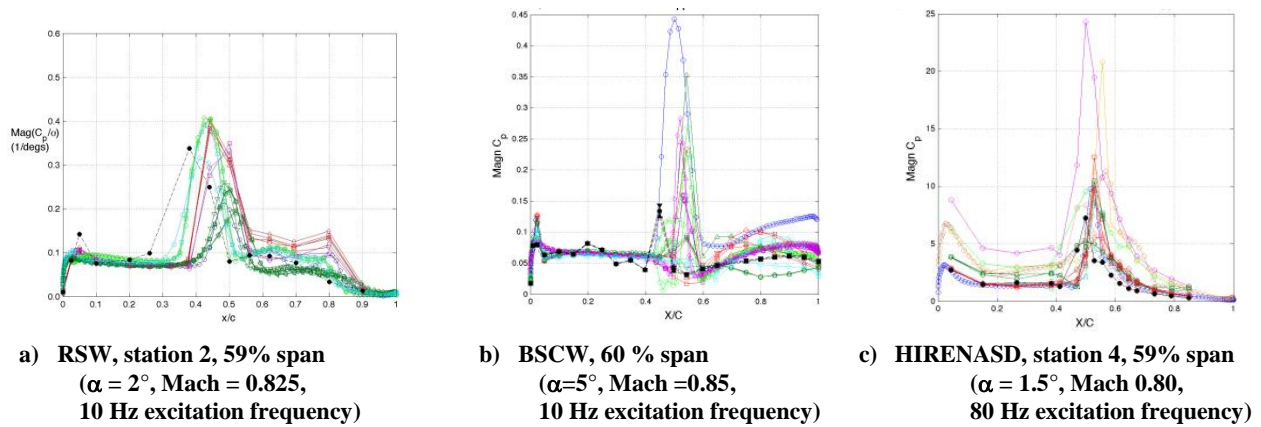 0.6
0.5
0.4
Mag(Cp/α)
(1/degs)
0.3
0.2
0.1
0.0
0 0.1 0.2 0.3 0.4 0.5 0.6 0.7 0.8 0.9 1
x/c
0.45
0.4
0.35
0.3
0.25
Magn Cp
0.2
0.15
0.1
0.05
0
0 0.2 0.4 0.6 0.8 1
X/C
25
20
15
Magn Cp
10
5
0
0 0.2 0.4 0.6 0.8 1
X/C
a) RSW, station 2, 59% span
(α = 2°, Mach = 0.825,
10 Hz excitation frequency)
b) BSCW, 60 % span
(α=5°, Mach =0.85,
10 Hz excitation frequency)
c) HIRENASD, station 4, 59% span
(α = 1.5°, Mach 0.80,
80 Hz excitation frequency)